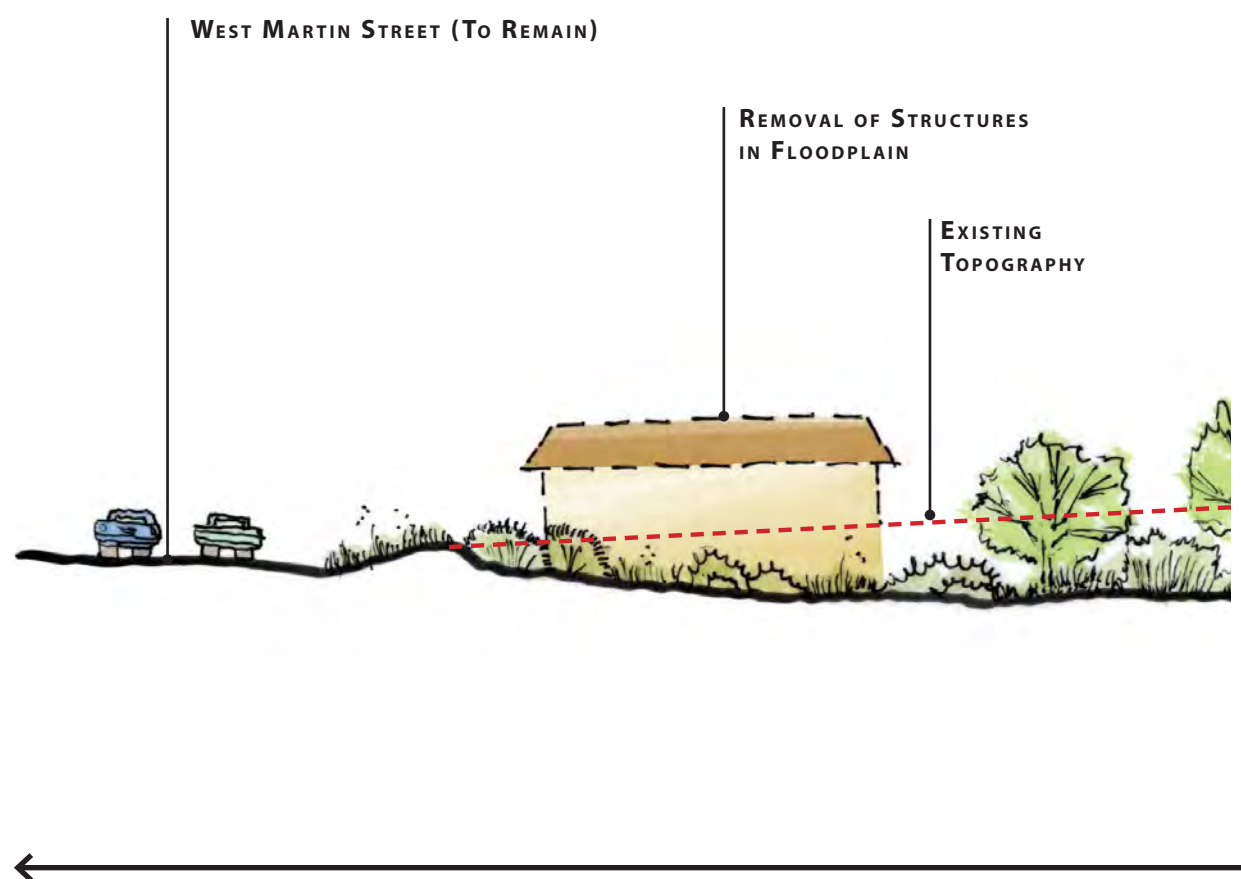 West Martin Street (To Remain)
Removal of Structures
in Floodplain
Existing
Topography